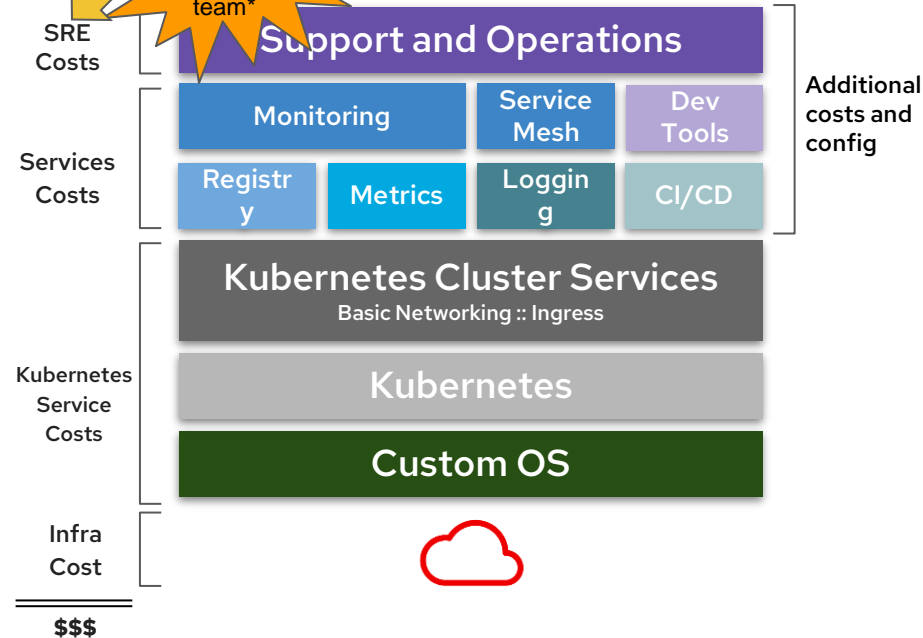 team*
SRE
Costs
Support and Operations
Additional
costs and
config
Services
Costs
Monitoring
Service
Mesh
Dev
Tools
Registr
y
Metrics
Loggin
g
CI/CD
Kubernetes
Service
Costs
Kubernetes Cluster Services
Basic Networking :: Ingress
Kubernetes
Custom OS
Infra
Cost
$$$